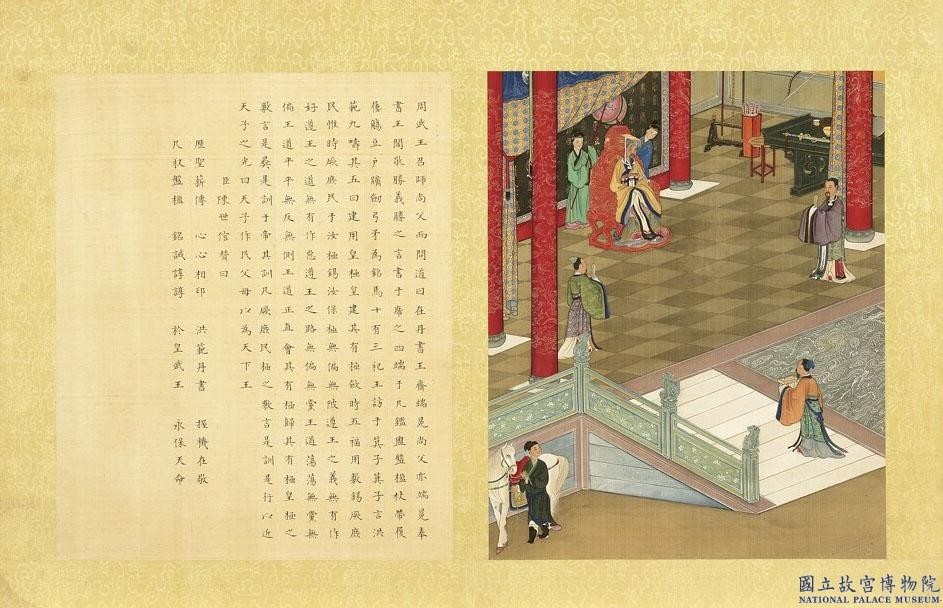 周武王召師尚父而問道曰在丹書王齋端冕尚父亦端冕奉
書王聞敬勝義勝之言書于席之四端于几鑑盥盤楹杖帶履
觴豆户牖劒弓矛為銘焉十有三祀王訪于箕子箕子言洪
範九疇其五曰建用皇極皇建其有極斂時五福用敷錫厥庶
民惟時厥庶民于汝極錫汝保極無偏無陂遵王之義無有作
好遵王之道無有作惡遵王之路無偏無黨王道蕩蕩無黨無
偏王道平平無反無側王道正直會其有極歸其有極皇極之
敷言是彛是訓于帝其訓凡厥庶民極之敷言是訓是行以近
天子之光曰天子作民父母以為天下王
臣陳世倌贊曰
歷聖薪傳 心心相印 洪範丹書 握機在敬
几杖盤楹 銘誡諄諄 於皇武王 永保天命
國立故宮博物院
NATIONAL PALACE MUSEUM